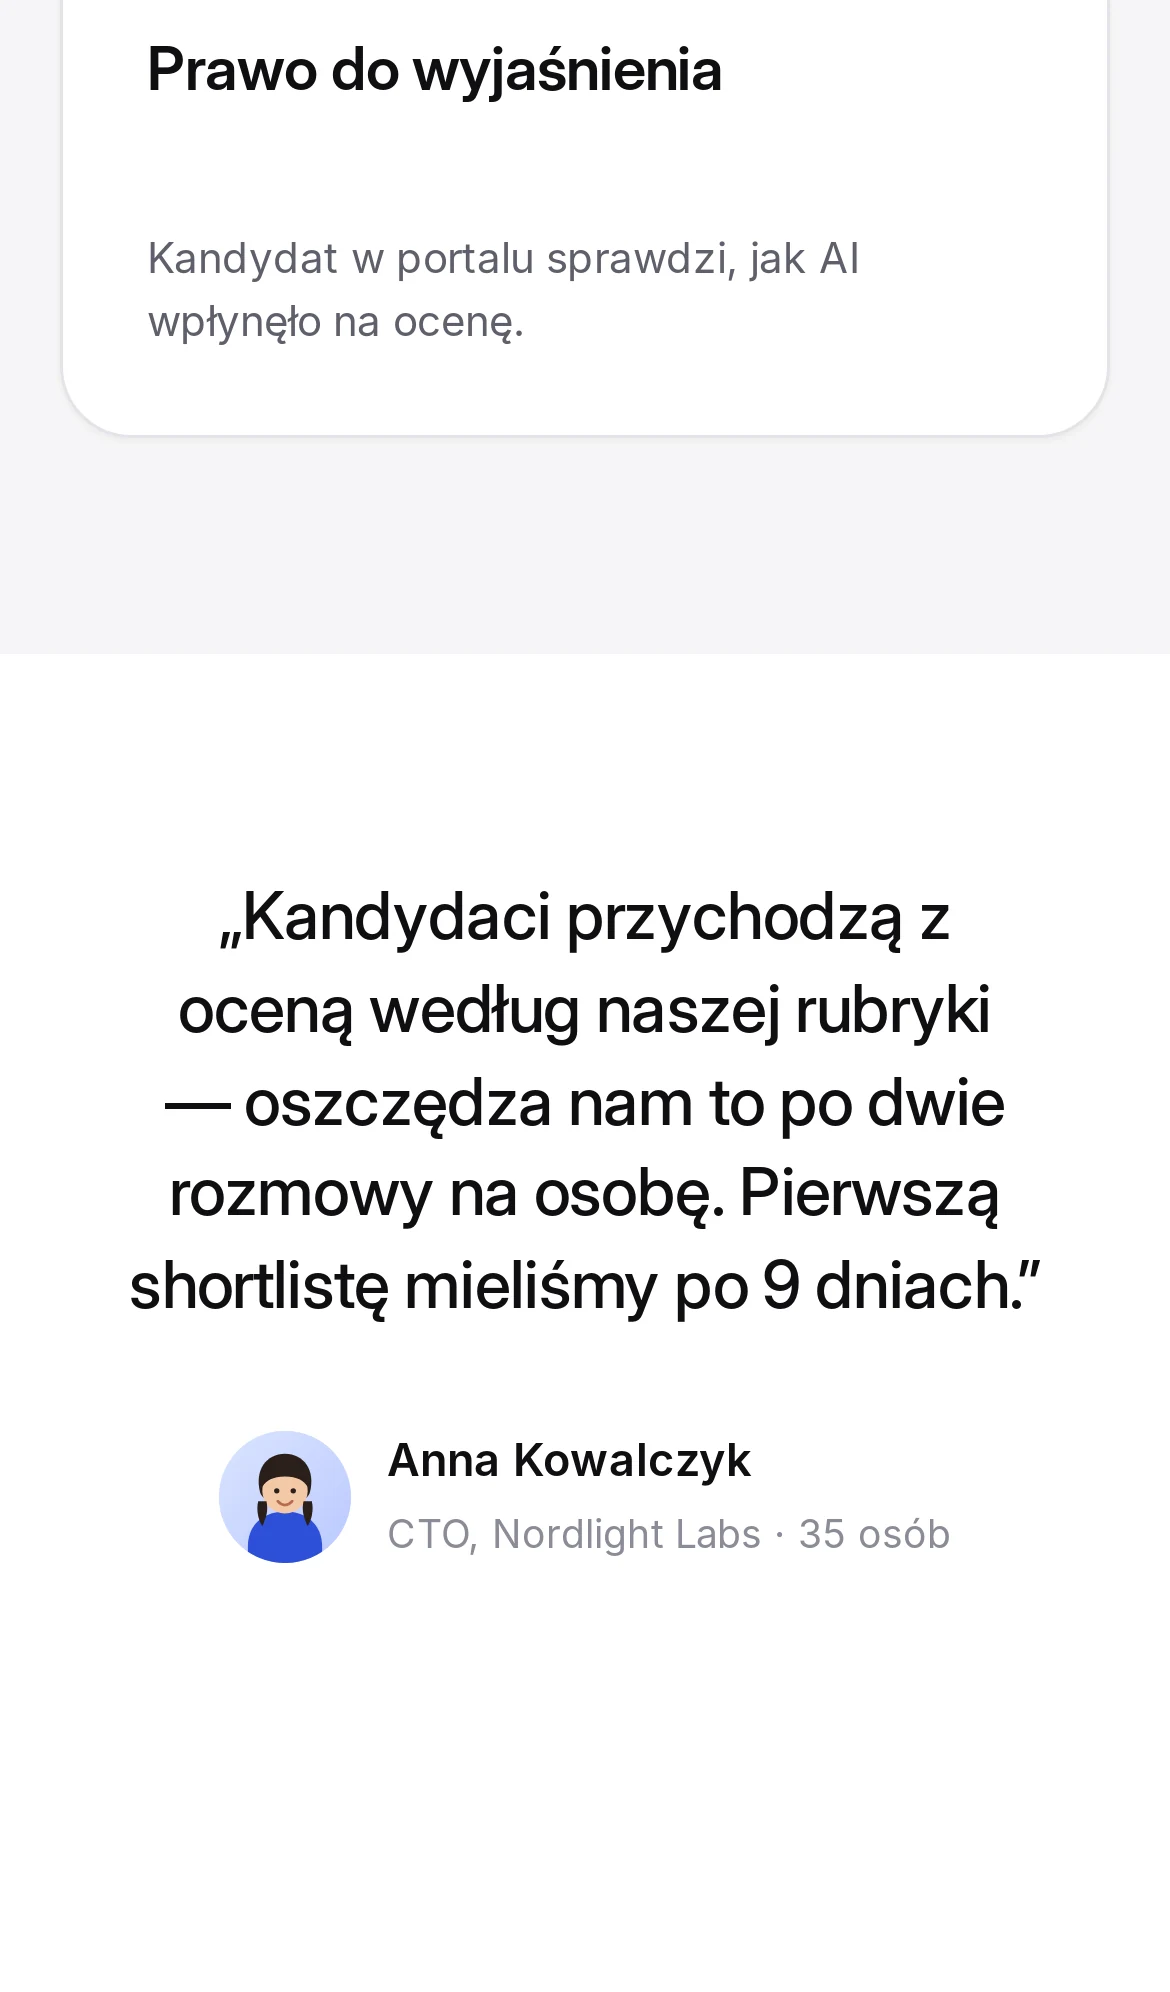 Prawo do wyjaśnienia
Kandydat w portalu sprawdzi, jak AI
wpłynęło na ocenę.
„Kandydaci przychodzą z
oceną według naszej rubryki
— oszczędza nam to po dwie
rozmowy na osobę. Pierwszą
shortlistę mieliśmy po 9 dniach.”
Anna Kowalczyk
CTO, Nordlight Labs · 35 osób